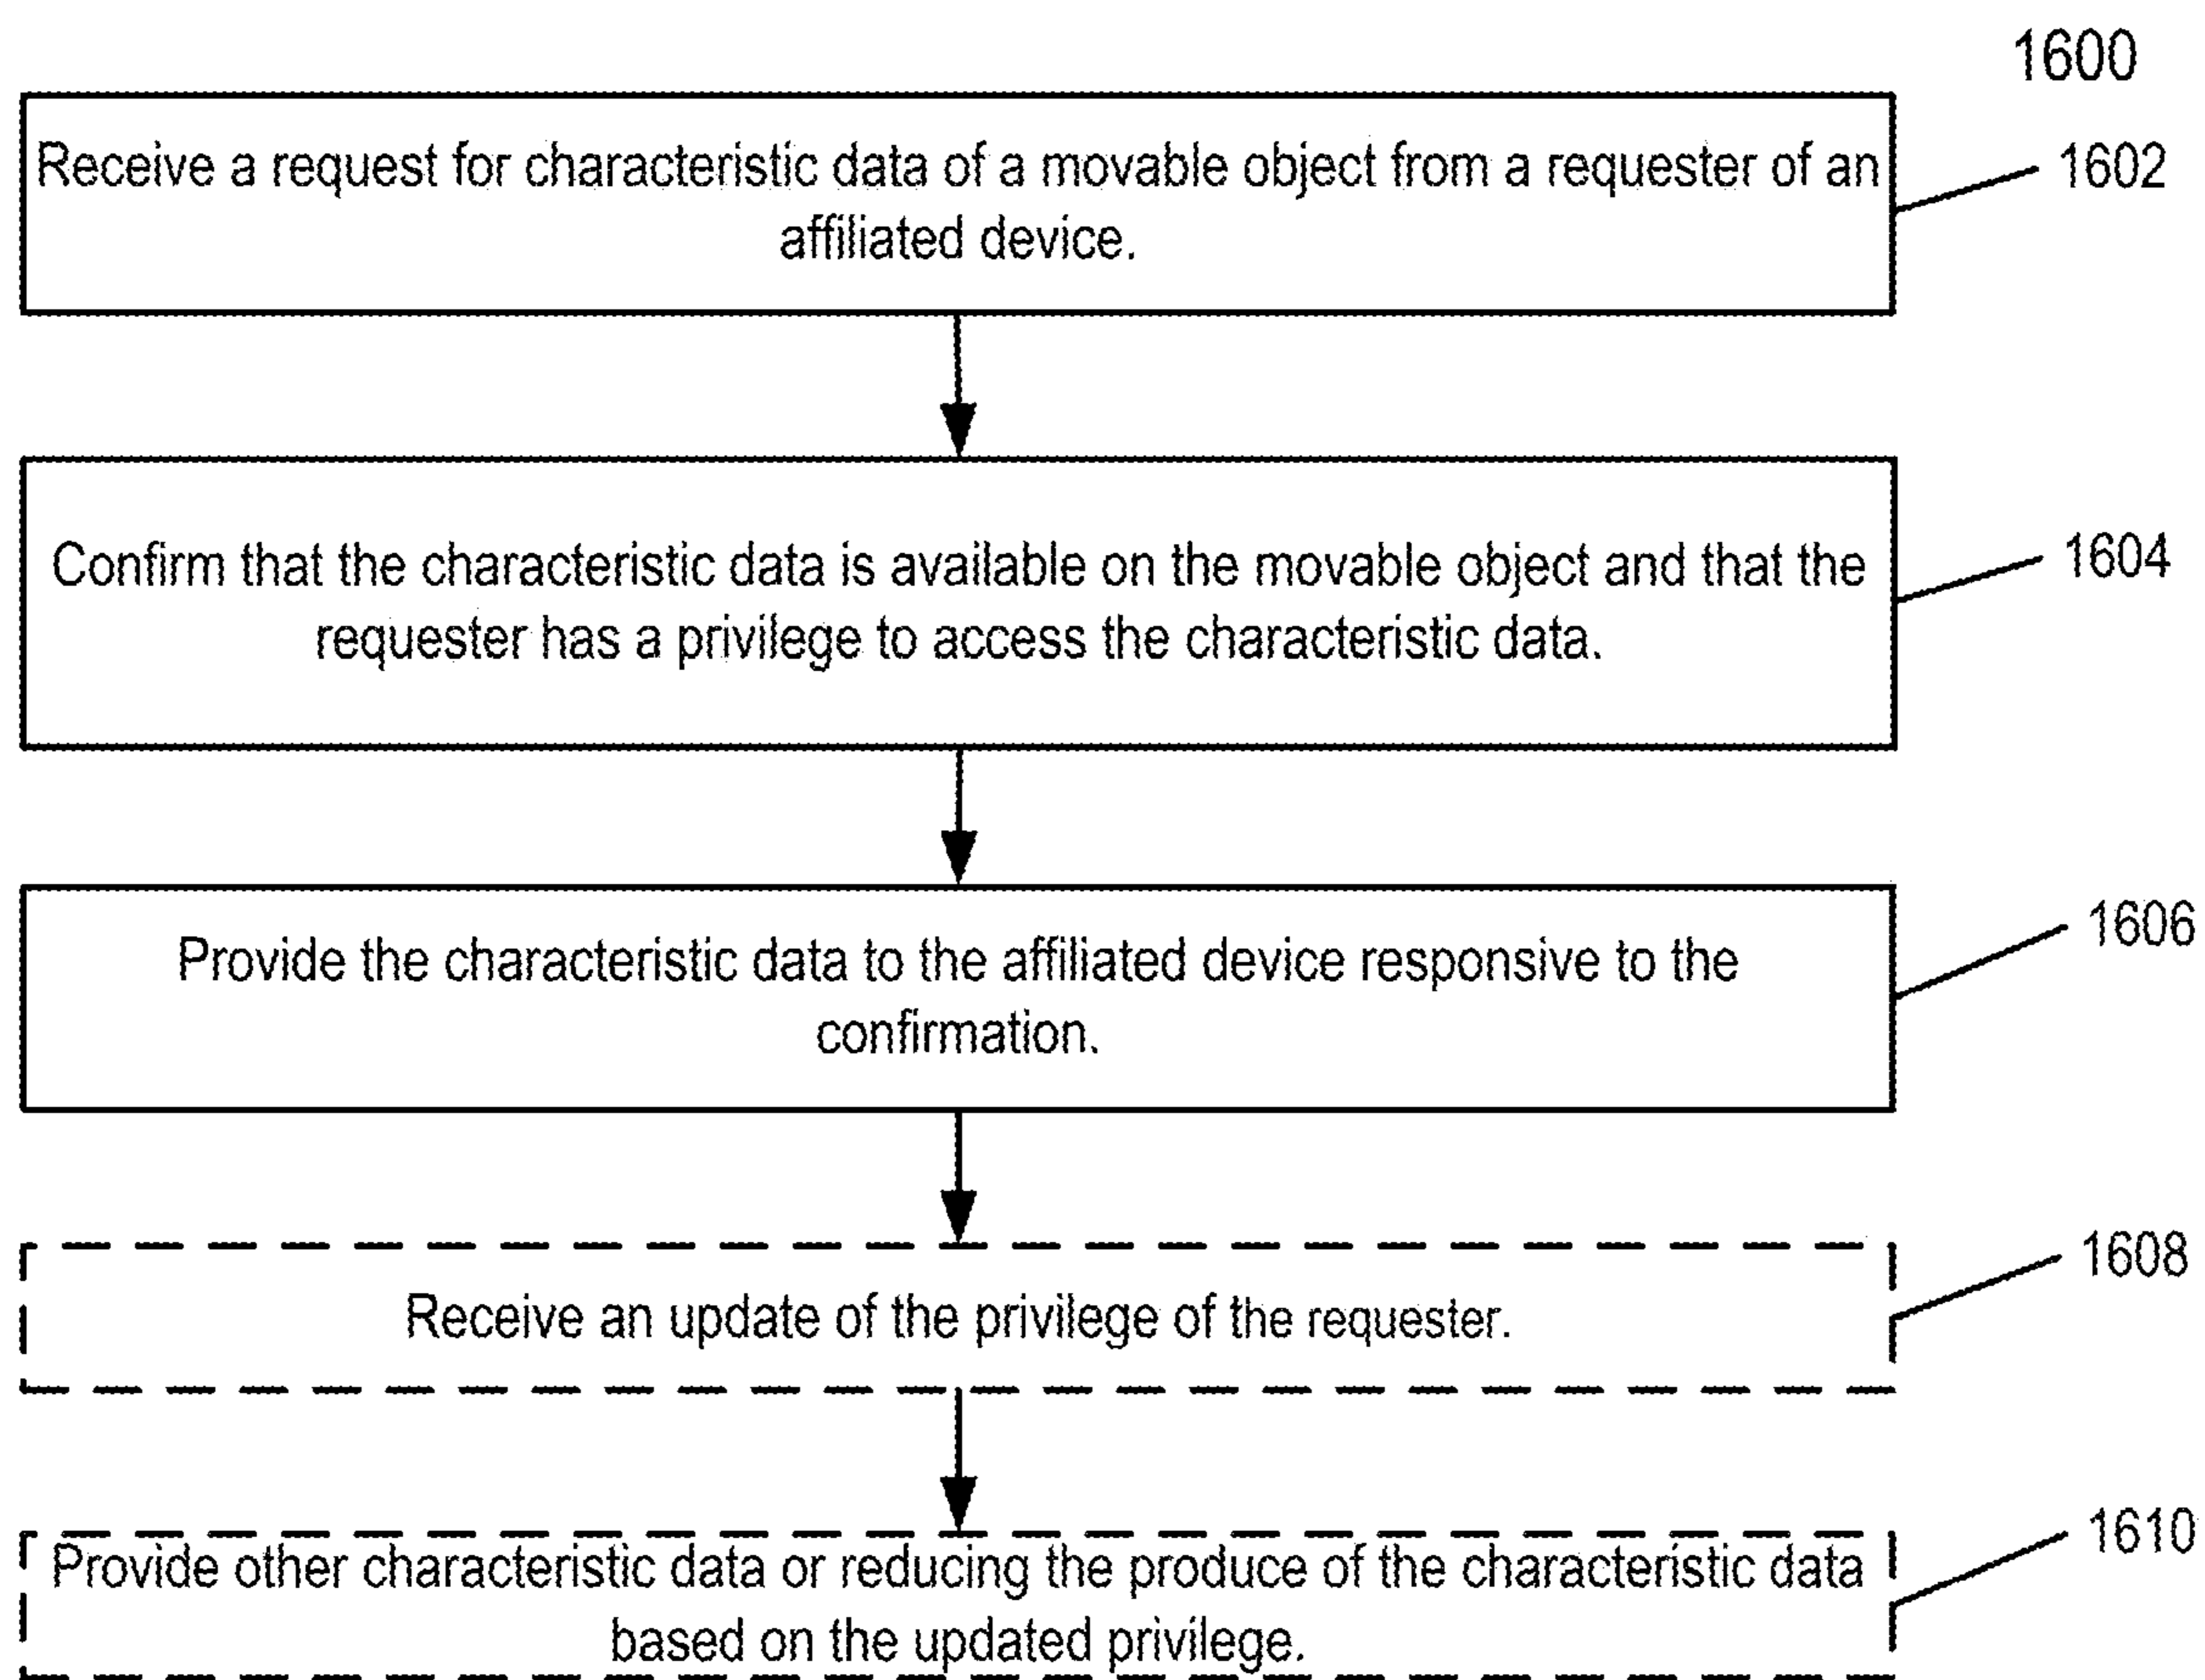 1600
Receive a request for characteristic data of a movable object from a requester of an
affiliated device.
1602
Confirm that the characteristic data is available on the movable object and that the
requester has a privilege to access the characteristic data.
1604
Provide the characteristic data to the affiliated device responsive to the
confirmation.
1606
Receive an update of the privilege of the requester.
1608
Provide other characteristic data or reducing the produce of the characteristic data
based on the updated privilege.
1610